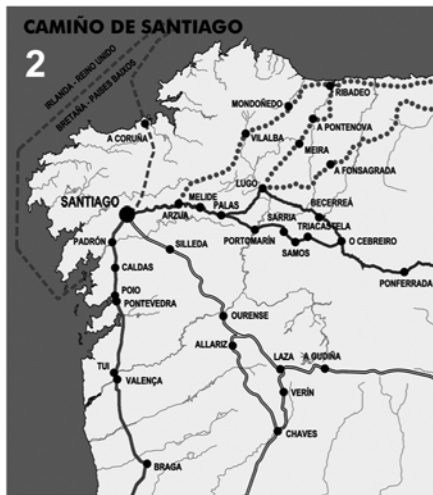 CAMIÑO DE SANTIAGO
2
IRLANDA - REINO UNIDO
BRETAÑA - PAISES BAIXOS
RIBADEO
MONDOÑEDO
A CORUÑA
VILALBA
A PONTENOVA
MEIRA
A FONSAGRADA
LUGO
SANTIAGO
MELIDE
ARZÚA
PALAS
BECERREÁ
SARRIA
TRIACASTELA
PORTOMARÍN
SAMOS
O CEBREIRO
PADRÓN
SILLEDA
PONFERRADA
CALDAS
POIO
PONTEVEDRA
OURENSE
ALLARIZ
LAZA
A GUDIÑA
TUI
VALENÇA
VERÍN
CHAVES
BRAGA